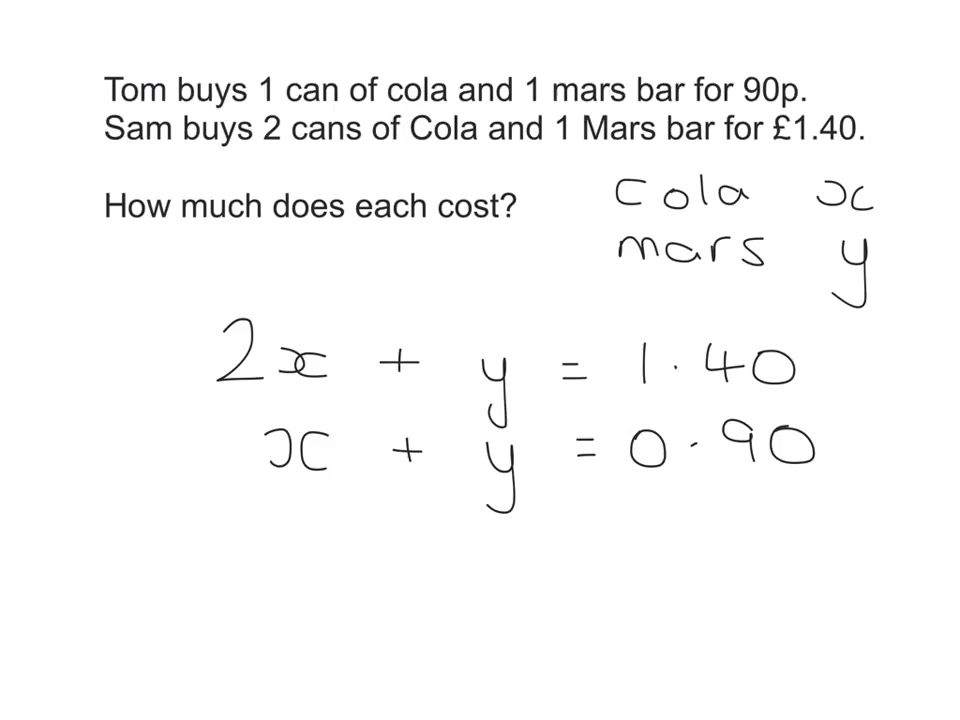 Tom buys 1 can of cola and 1 mars bar for 90p.
Sam buys 2 cans of Cola and 1 Mars bar for £1.40.
How much does each cost?
cola x
mars y
2x + y = 1.40
x + y = 0.90